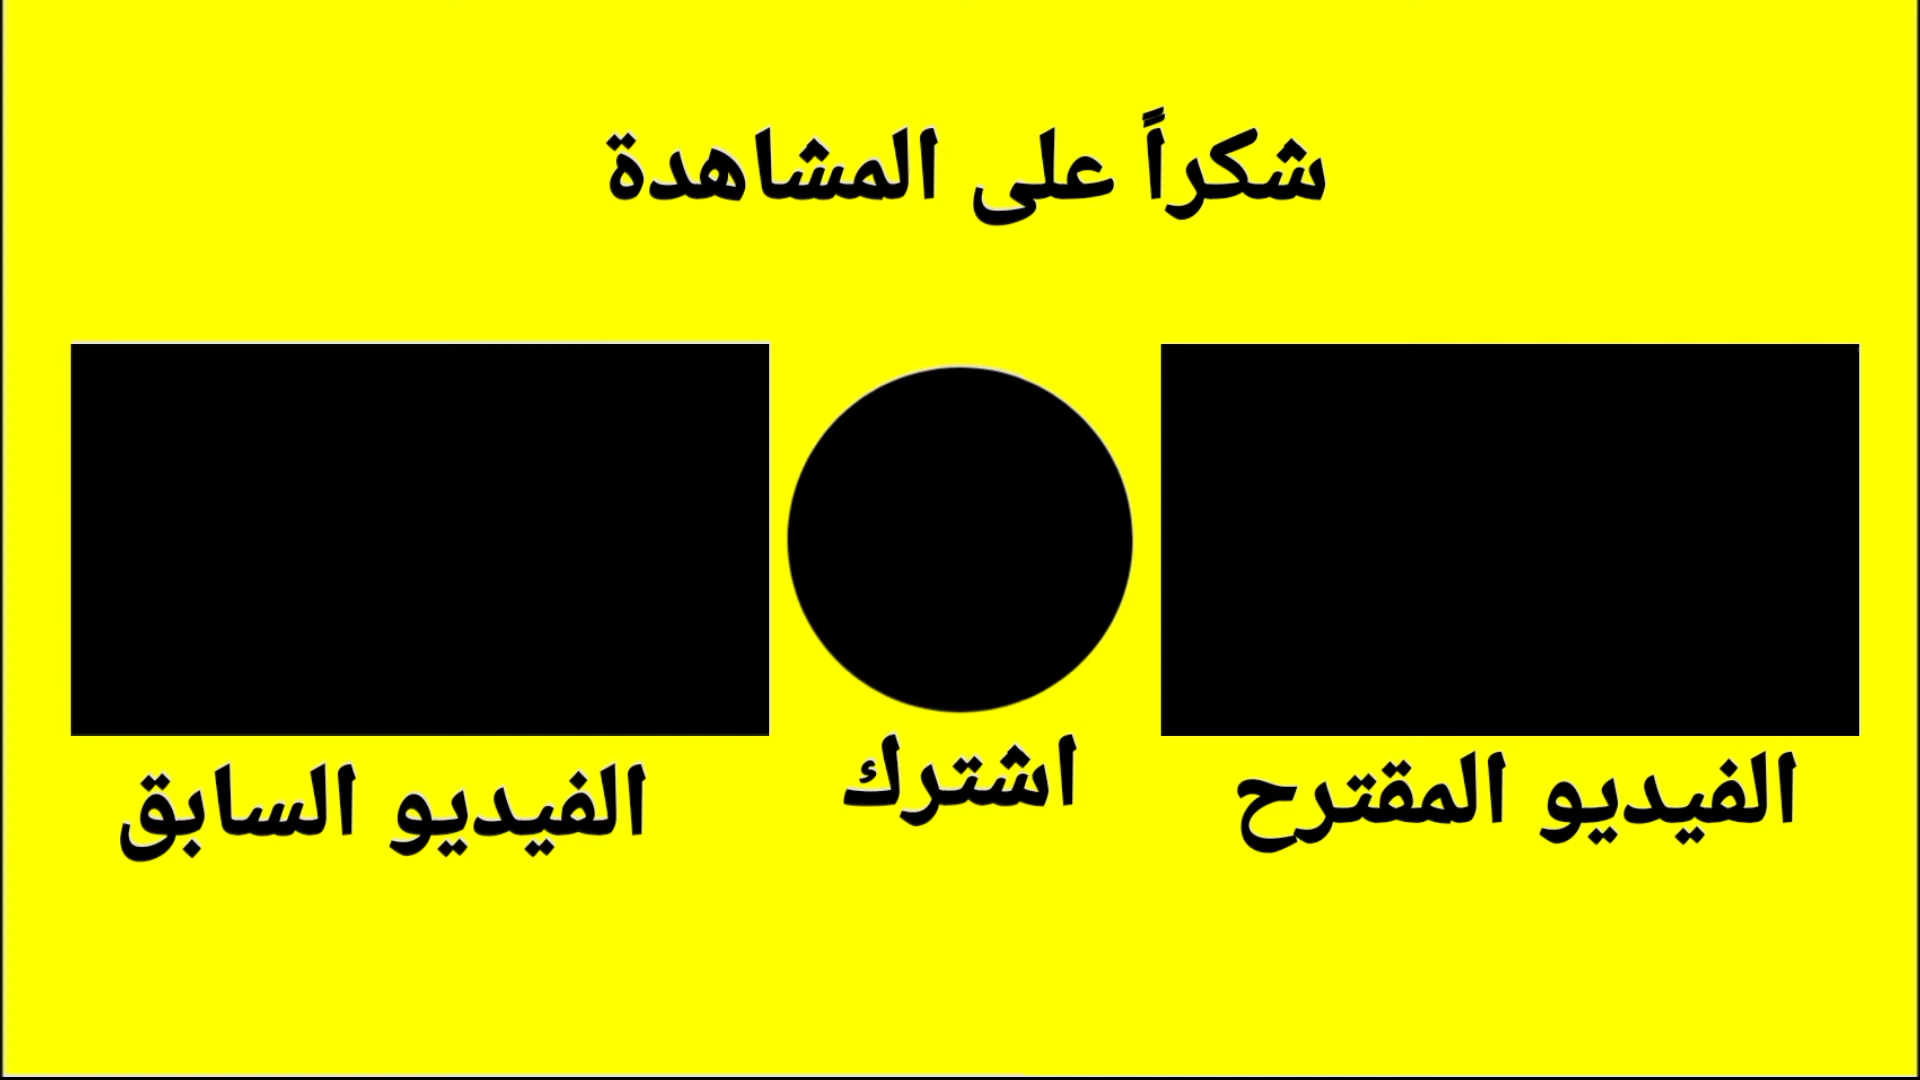 شكراً على المشاهدة
الفيديو المقترح
اشترك
الفيديو السابق